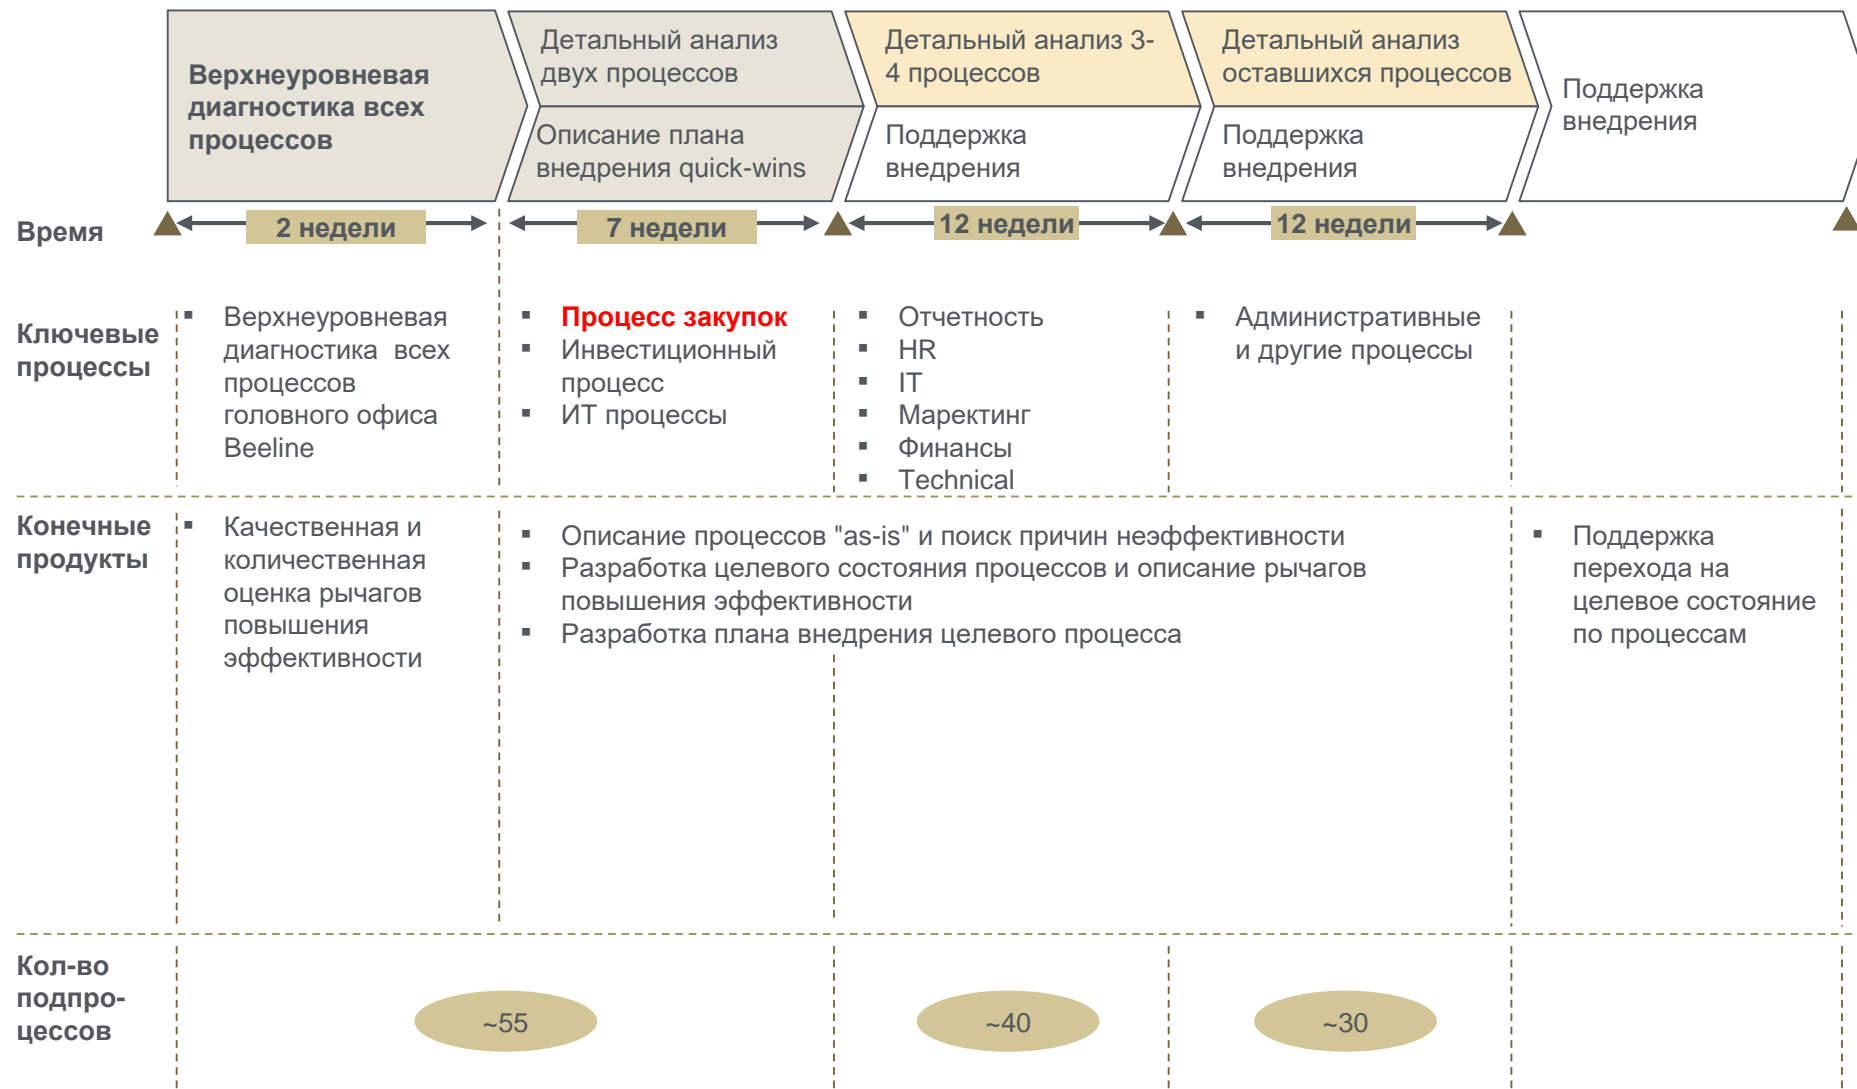 Верхнеуровневая
диагностика всех
процессов
Детальный анализ
двух процессов
Описание плана
внедрения quick-wins
Детальный анализ 3-
4 процессов
Поддержка
внедрения
Детальный анализ
оставшихся процессов
Поддержка
внедрения
Поддержка
внедрения
Время
2 недели
7 недели
12 недели
12 недели
Ключевые
процессы
▪ Верхнеуровневая
диагностика всех
процессов
головного офиса
Beeline
▪ Процесс закупок
▪ Инвестиционный
процесс
▪ ИТ процессы
▪ Отчетность
▪ HR
▪ IT
▪ Маректинг
▪ Финансы
▪ Technical
▪ Административные
и другие процессы
Конечные
продукты
▪ Качественная и
количественная
оценка рычагов
повышения
эффективности
▪ Описание процессов "as-is" и поиск причин неэффективности
▪ Разработка целевого состояния процессов и описание рычагов
повышения эффективности
▪ Разработка плана внедрения целевого процесса
▪ Поддержка
перехода на
целевое состояние
по процессам
Кол-во
подпро-
цессов
~55
~40
~30